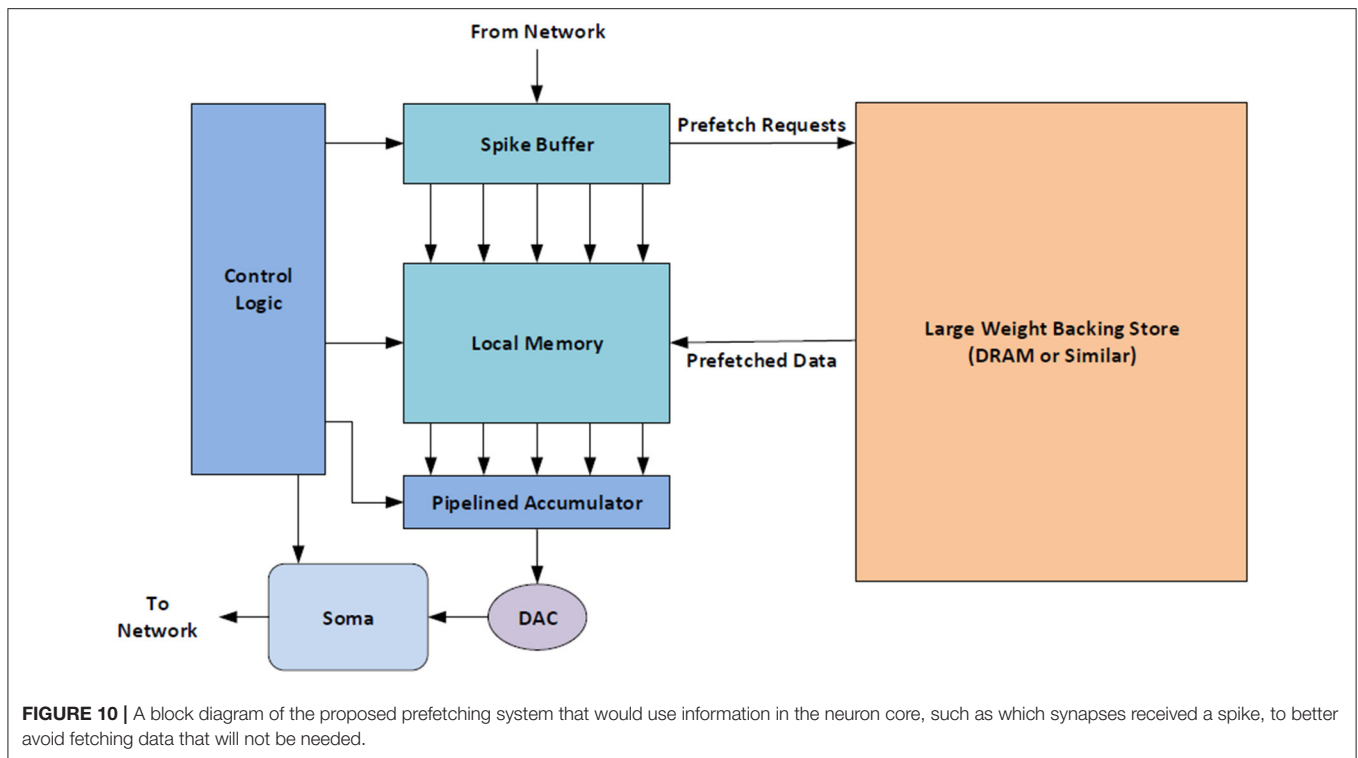 From Network
Spike Buffer
Prefetch Requests
Control
Logic
Local Memory
Prefetched Data
Large Weight Backing Store
(DRAM or Similar)
Pipelined Accumulator
To
Network
Soma
DAC
FIGURE 10 | A block diagram of the proposed prefetching system that would use information in the neuron core, such as which synapses received a spike, to better
avoid fetching data that will not be needed.